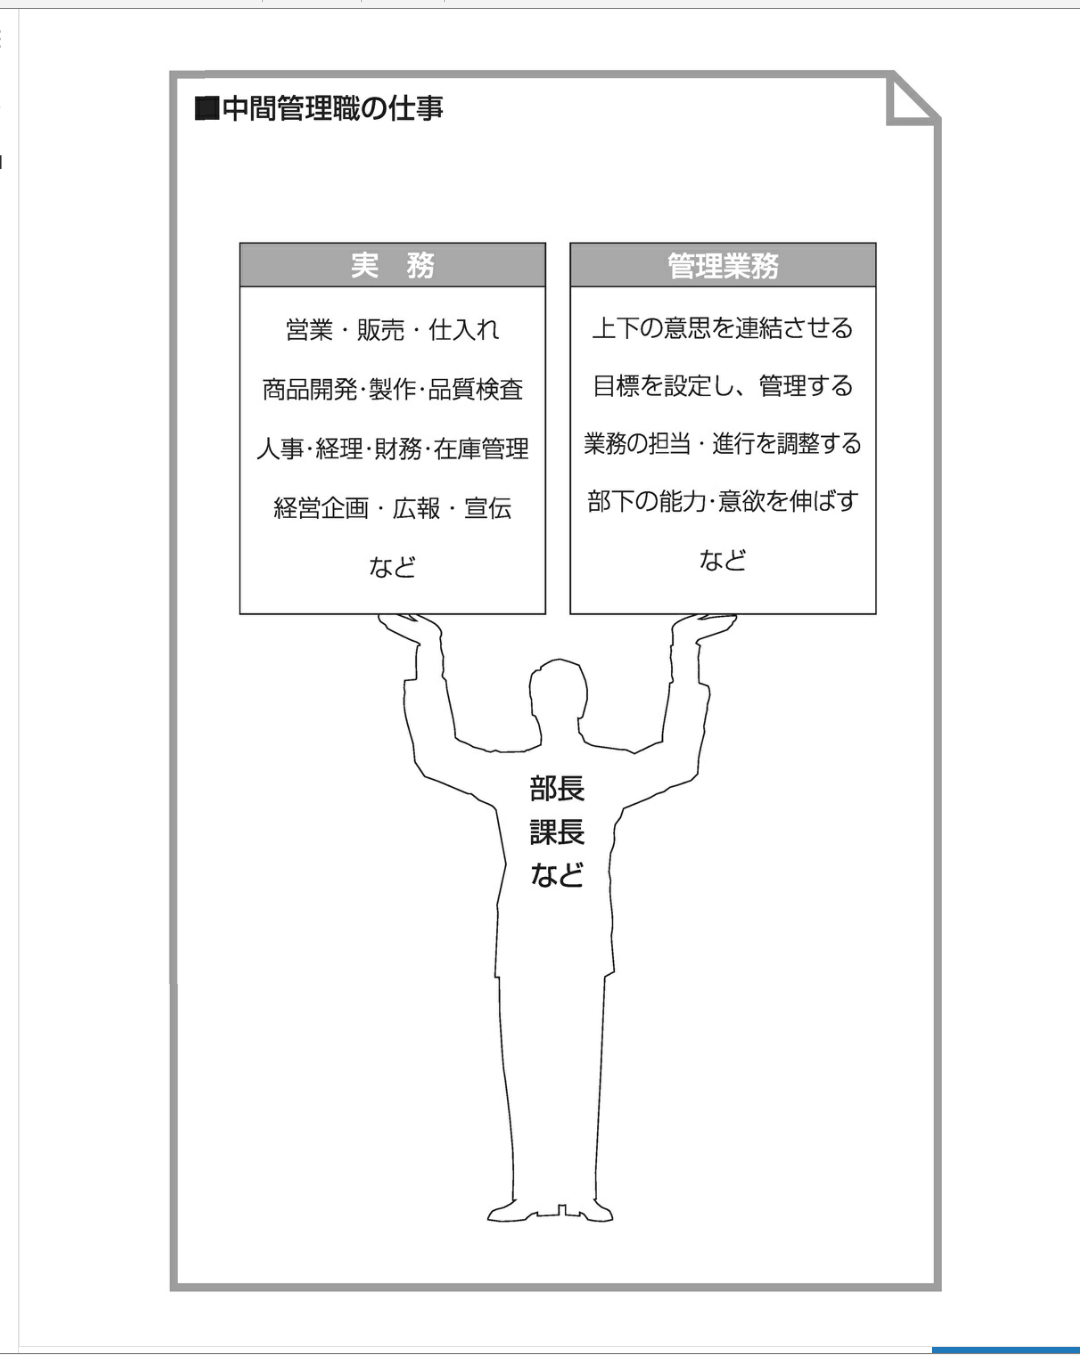 ■中間管理職の仕事
実　務
営業・販売・仕入れ
商品開発・製作・品質検査
人事・経理・財務・在庫管理
経営企画・広報・宣伝
など
管理業務
上下の意思を連結させる
目標を設定し、管理する
業務の担当・進行を調整する
部下の能力・意欲を伸ばす
など
部長
課長
など